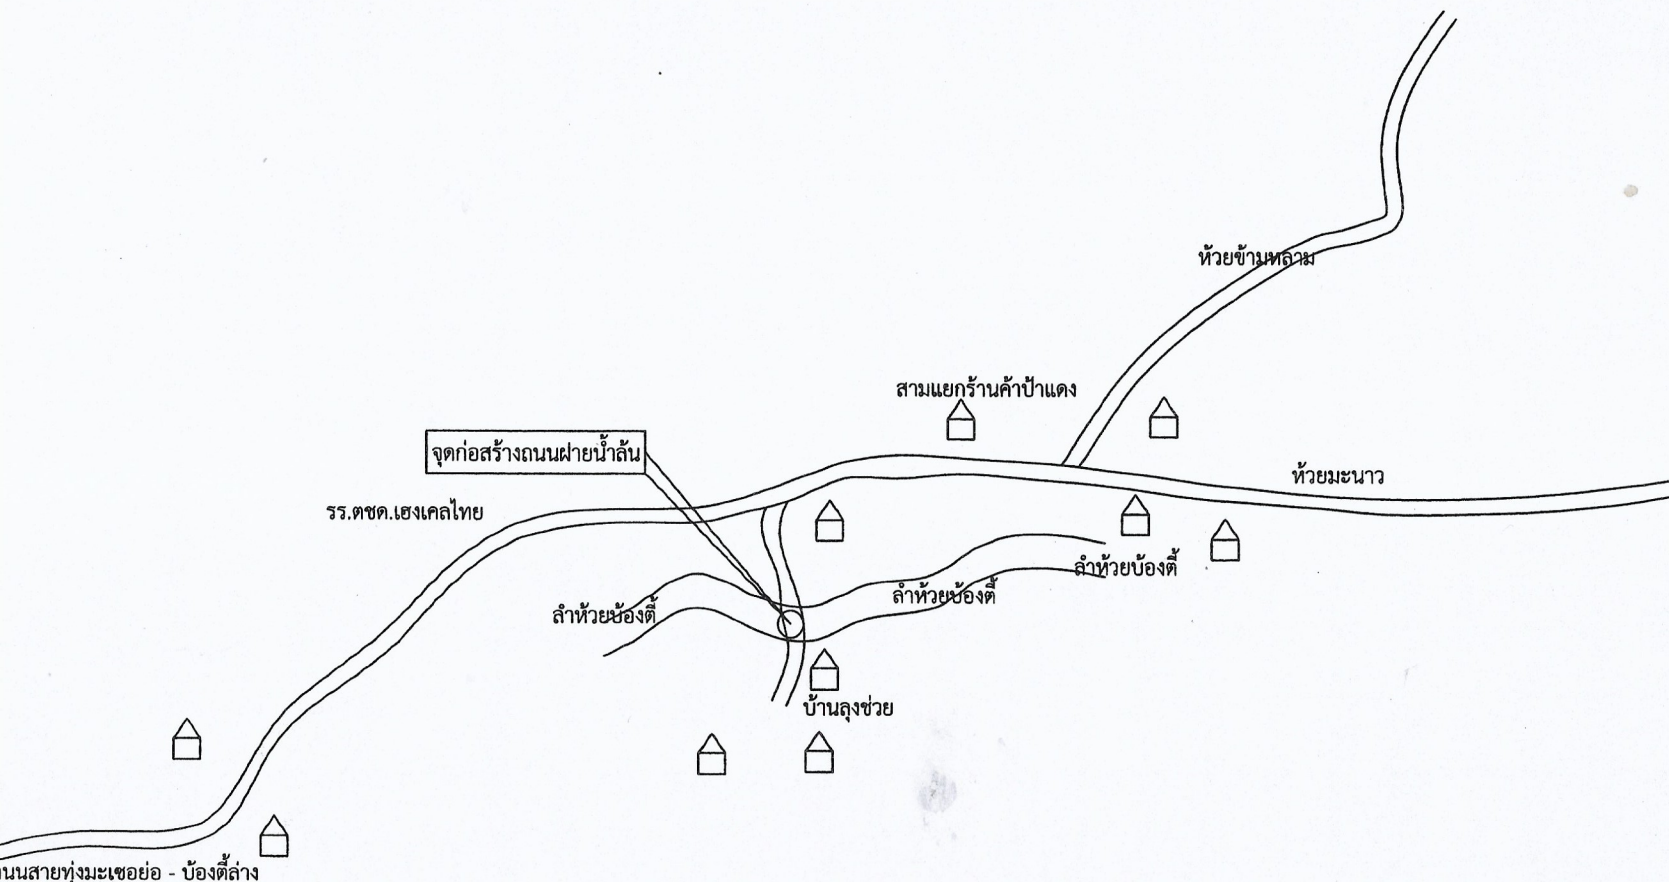 ห้วยข้ามหลาม
สามแยกร้านค้าป้าแดง
จุดก่อสร้างถนนฝายน้ำล้น
ห้วยมะนาว
รร.ตชด.เฮงเคลไทย
ลำห้วยบ้องตี้
ลำห้วยบ้องตี้
ลำห้วยบ้องตี้
บ้านลุงช่วย
นนสายทุ่งมะเซอย่อ - บ้องตี้ล่าง